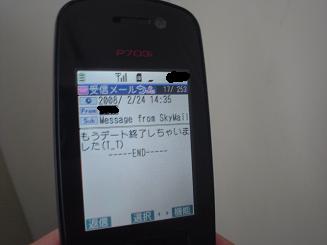 P703i
受信メール 17/253
2008/ 2/24 14:35
From
Sub Message from SkyMail
もうデート終了しちゃいま
した(T_T)
-----END-----
返信 選択 機能